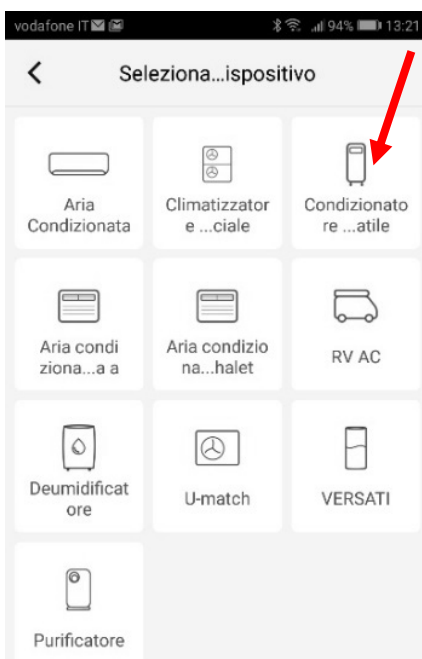 vodafone IT 94% 13:21
Seleziona...ispositivo
Aria
Condizionata
Climatizzator
e ...ciale
Condizionato
re ...atile
Aria condi
ziona...a a
Aria condizio
na...halet
RV AC
Deumidificat
ore
U-match
VERSATI
Purificatore